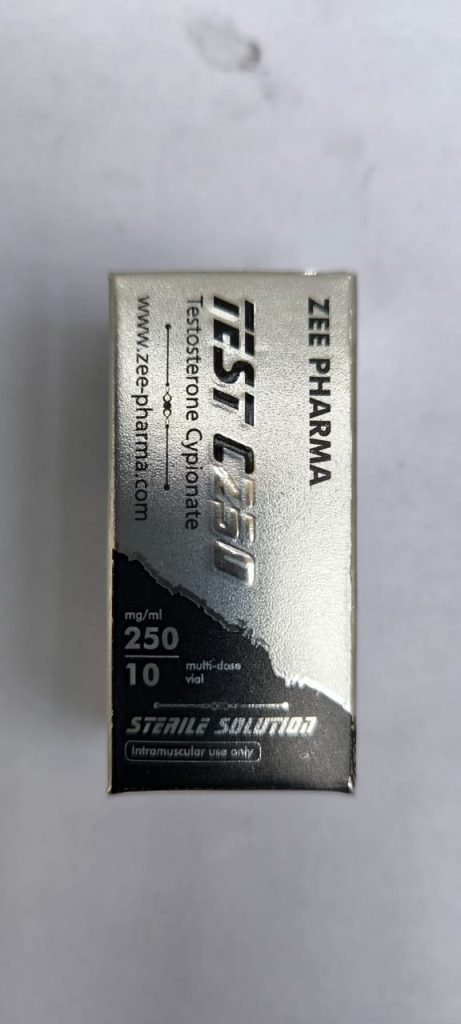 ZEE PHARMA
TEST C250
Testosterone Cypionate
www.zee-pharma.com
mg/ml
250
10
multi-dose
vial
STERILE SOLUTION
Intramuscular use only